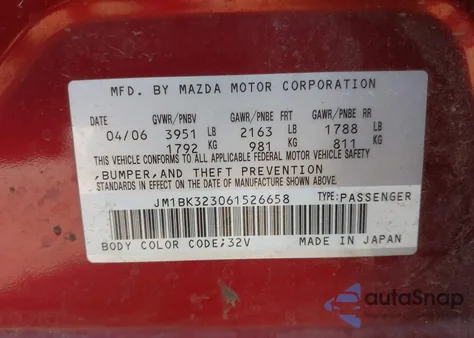 MFD. BY MAZDA MOTOR CORPORATION
DATE GVWR/PNBV GAWR/PNBE FRT GAWR/PNBE RR
04/06 3951 LB 2163 LB 1788 LB
1792 KG 981 KG 811 KG
THIS VEHICLE CONFORMS TO ALL APPLICABLE FEDERAL MOTOR VEHICLE SAFETY,
BUMPER, AND THEFT PREVENTION
STANDARDS IN EFFECT ON THE DATE OF MANUFACTURE SHOWN ABOVE.
JM1BK323061526658 TYPE:PASSENGER
BODY COLOR CODE;32V MADE IN JAPAN
autoSnap